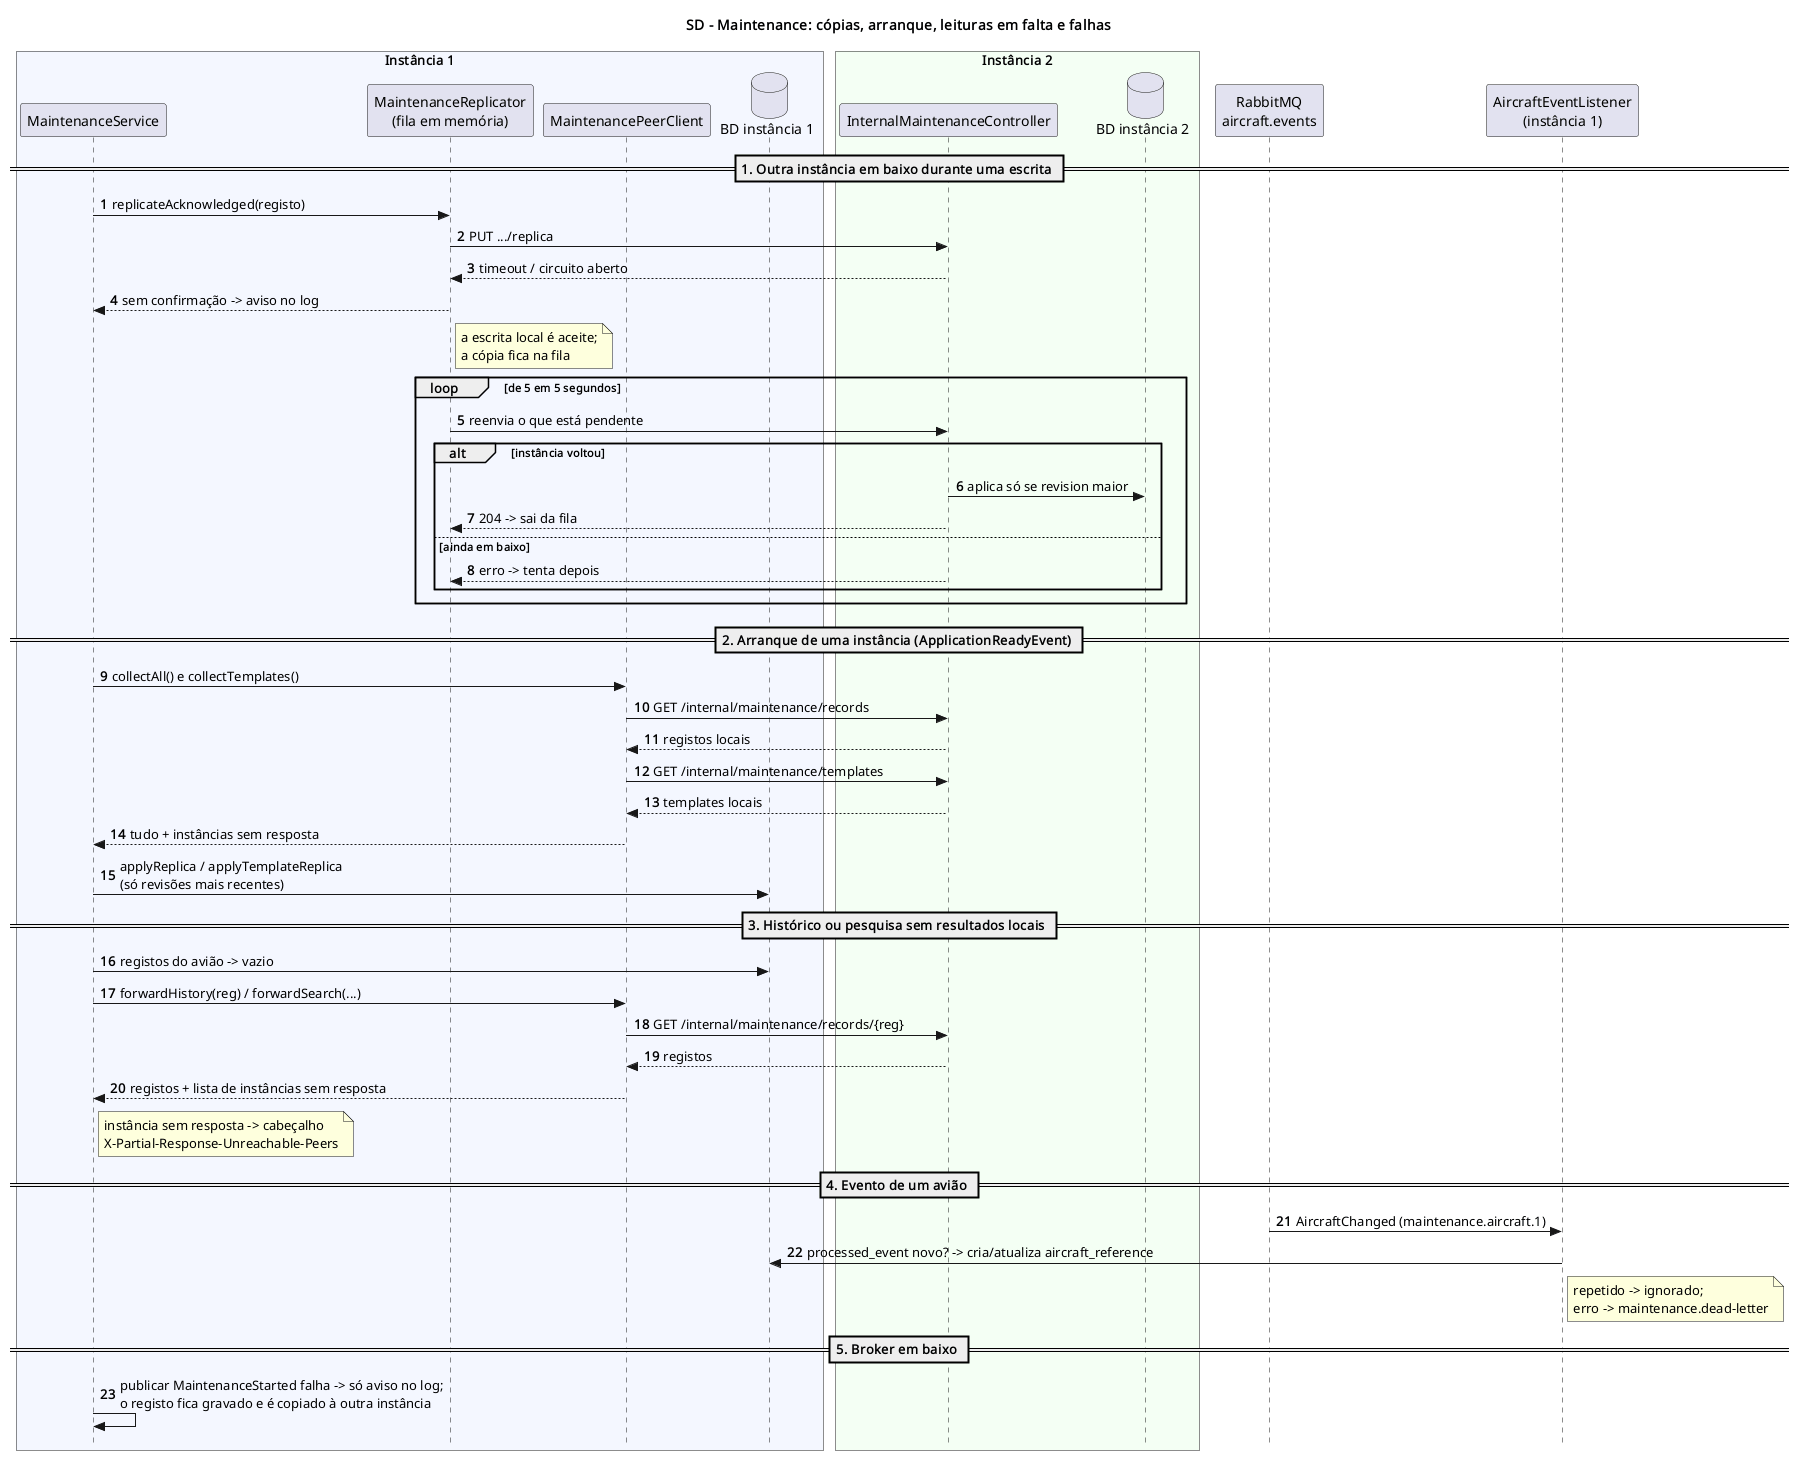 SD - Maintenance: cópias, arranque, leituras em falta e falhas
Instância 1
Instância 2
MaintenanceService
MaintenanceReplicator
(fila em memória)
MaintenancePeerClient
BD instância 1
InternalMaintenanceController
BD instância 2
RabbitMQ
aircraft.events
AircraftEventListener
(instância 1)
1. Outra instância em baixo durante uma escrita
1 replicateAcknowledged(registo)
2 PUT .../replica
3 timeout / circuito aberto
4 sem confirmação -> aviso no log
a escrita local é aceite;
a cópia fica na fila
loop [de 5 em 5 segundos]
5 reenvia o que está pendente
alt [instância voltou]
6 aplica só se revision maior
7 204 -> sai da fila
[ainda em baixo]
8 erro -> tenta depois
2. Arranque de uma instância (ApplicationReadyEvent)
9 collectAll() e collectTemplates()
10 GET /internal/maintenance/records
11 registos locais
12 GET /internal/maintenance/templates
13 templates locais
14 tudo + instâncias sem resposta
15 applyReplica / applyTemplateReplica
(só revisões mais recentes)
3. Histórico ou pesquisa sem resultados locais
16 registos do avião -> vazio
17 forwardHistory(reg) / forwardSearch(...)
18 GET /internal/maintenance/records/{reg}
19 registos
20 registos + lista de instâncias sem resposta
instância sem resposta -> cabeçalho
X-Partial-Response-Unreachable-Peers
4. Evento de um avião
21 AircraftChanged (maintenance.aircraft.1)
22 processed_event novo? -> cria/atualiza aircraft_reference
repetido -> ignorado;
erro -> maintenance.dead-letter
5. Broker em baixo
23 publicar MaintenanceStarted falha -> só aviso no log;
o registo fica gravado e é copiado à outra instância